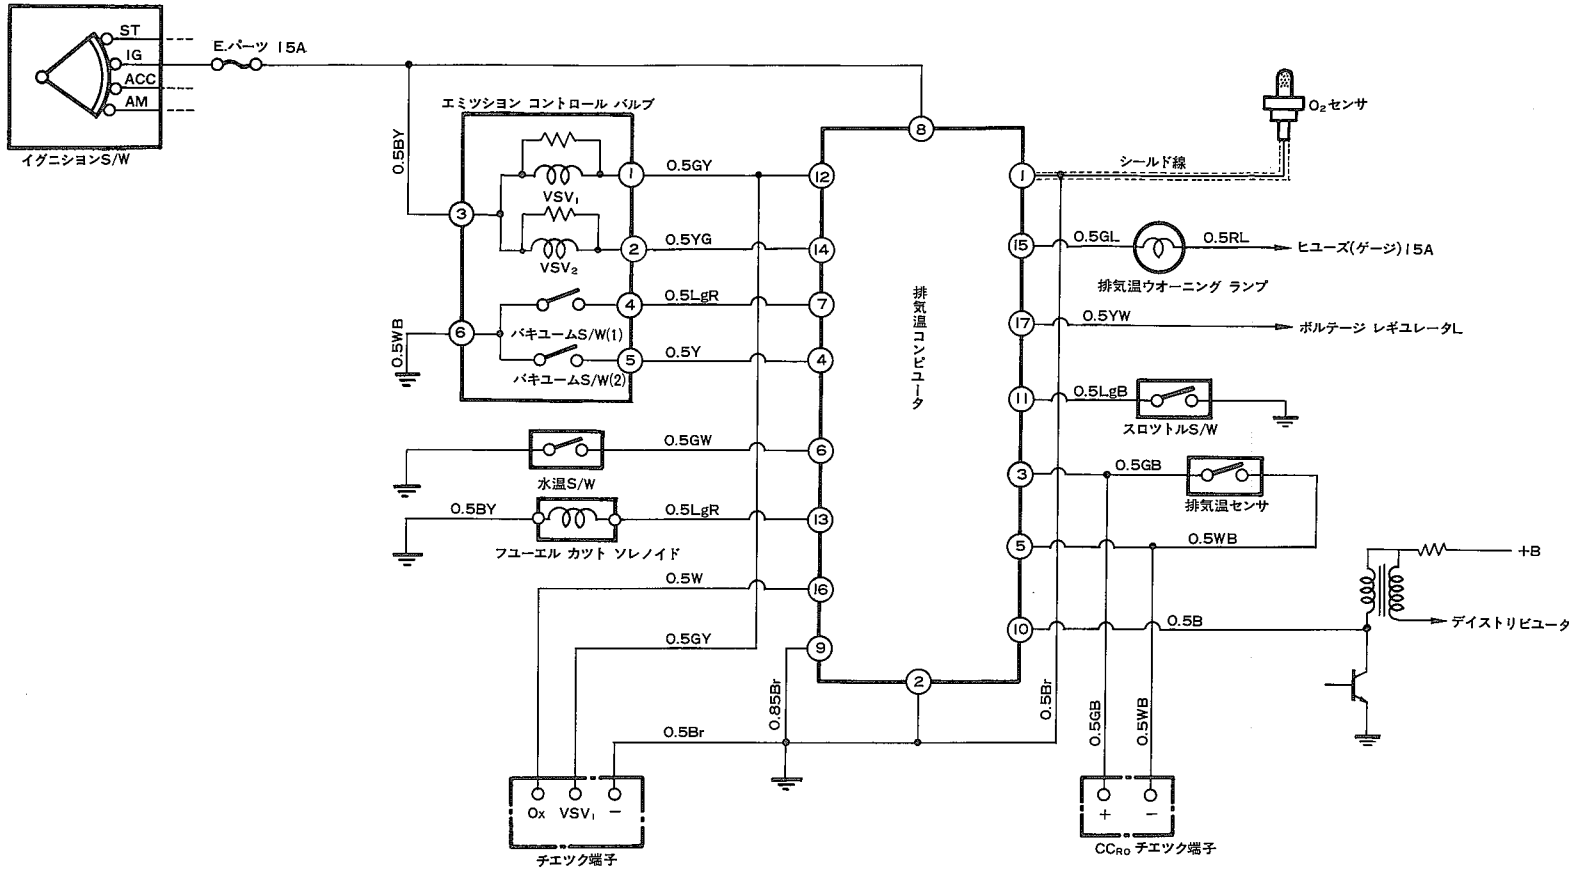 ST
IG
ACC
AM
イグニションS/W
E.パーツ 15A
0.5BY
エミツシヨン コントロール バルブ
VSV₁
VSV₂
バキユームS/W(1)
バキユームS/W(2)
3
6
1
2
4
5
0.5WB
0.5GY
0.5YG
0.5LgR
0.5Y
水温S/W
0.5GW
0.5BY
フユーエル カツト ソレノイド
0.5LgR
0.5W
0.5GY
0.5Br
0.85Br
8
12
14
7
4
6
13
16
9
2
排気温コンピユータ
1
15
17
11
3
5
10
シールド線
O₂センサ
0.5GL
0.5RL
ヒユーズ(ゲージ)15A
排気温ウオーニング ランプ
0.5YW
ボルテージ レギユレータL
0.5LgB
スロツトルS/W
0.5GB
排気温センサ
0.5WB
0.5B
+B
デイストリビユータ
0.5Br
0.5GB
0.5WB
Ox VSV₁ −
チエツク端子
+ −
CCRO チエツク端子